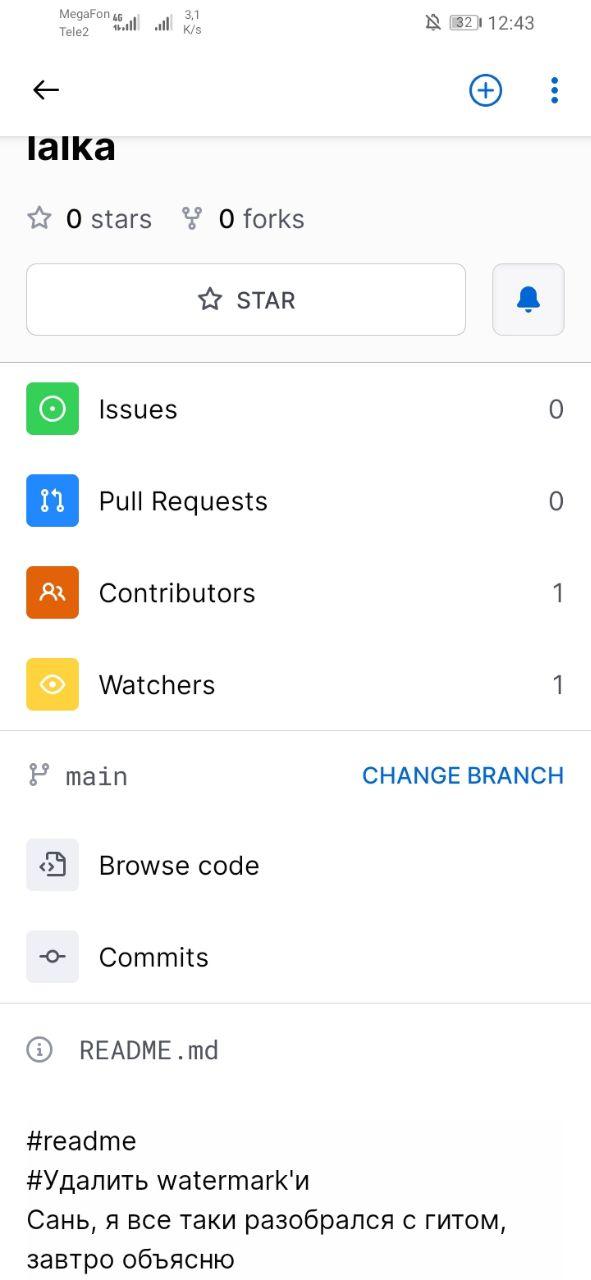 MegaFon 4G 3,1
Tele2 K/s 32 12:43
lalka
0 stars 0 forks
STAR
Issues 0
Pull Requests 0
Contributors 1
Watchers 1
main CHANGE BRANCH
Browse code
Commits
README.md
#readme
#Удалить watermark'и
Сань, я все таки разобрался с гитом,
завтро объясню